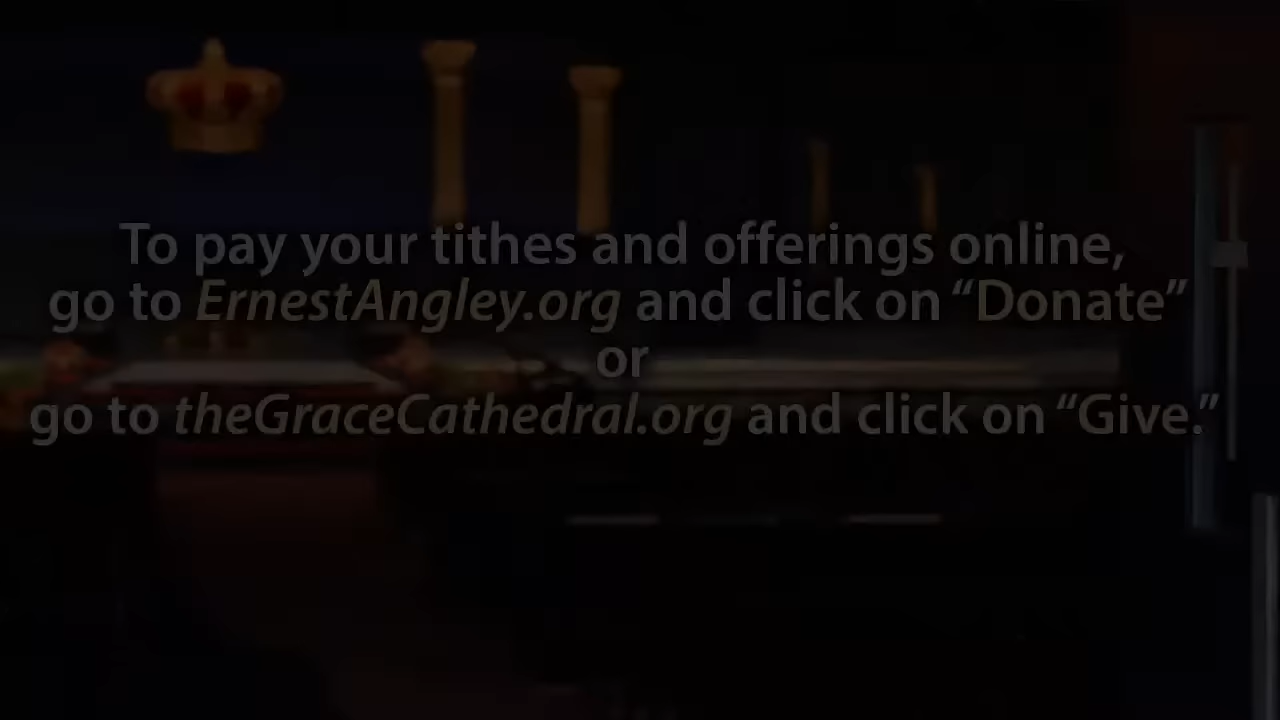 To pay your tithes and offerings online,
go to ErnestAngley.org and click on “Donate”
or
go to theGraceCathedral.org and click on “Give.”